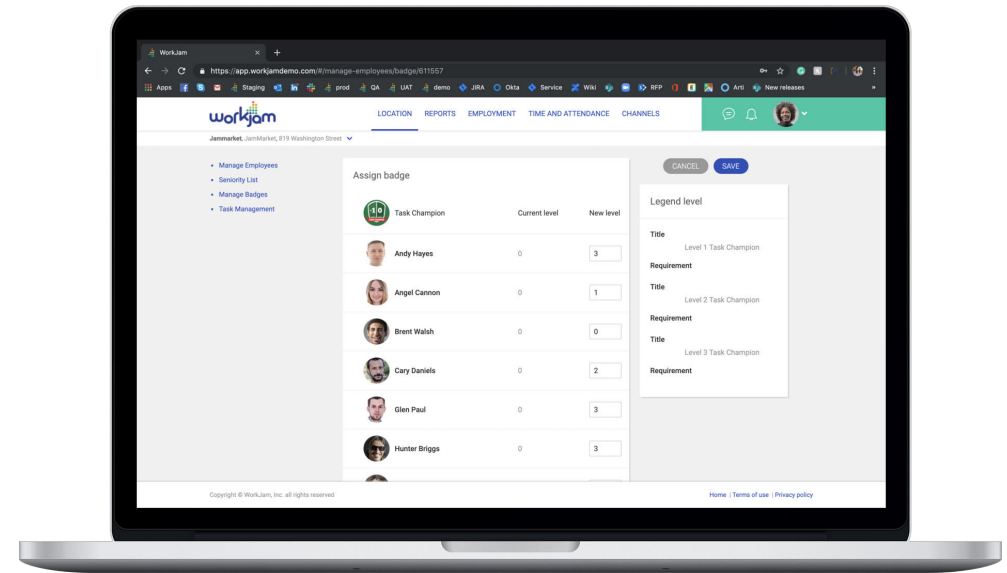 WorkJam
https://app.workjamdemo.com/#/manage-employees/badge/611557
Apps Staging prod QA UAT demo JIRA Okta Service Wiki RFP Arti New releases »
workjam LOCATION REPORTS EMPLOYMENT TIME AND ATTENDANCE CHANNELS
Jammarket, JamMarket, 819 Washington Street
• Manage Employees
• Seniority List
• Manage Badges
• Task Management
Assign badge
Task Champion Current level New level
Andy Hayes 0 3
Angel Cannon 0 1
Brent Walsh 0 0
Cary Daniels 0 2
Glen Paul 0 3
Hunter Briggs 0 3
CANCEL SAVE
Legend level
Title
Level 1 Task Champion
Requirement
Title
Level 2 Task Champion
Requirement
Title
Level 3 Task Champion
Requirement
Copyright © WorkJam, Inc. all rights reserved
Home | Terms of use | Privacy policy